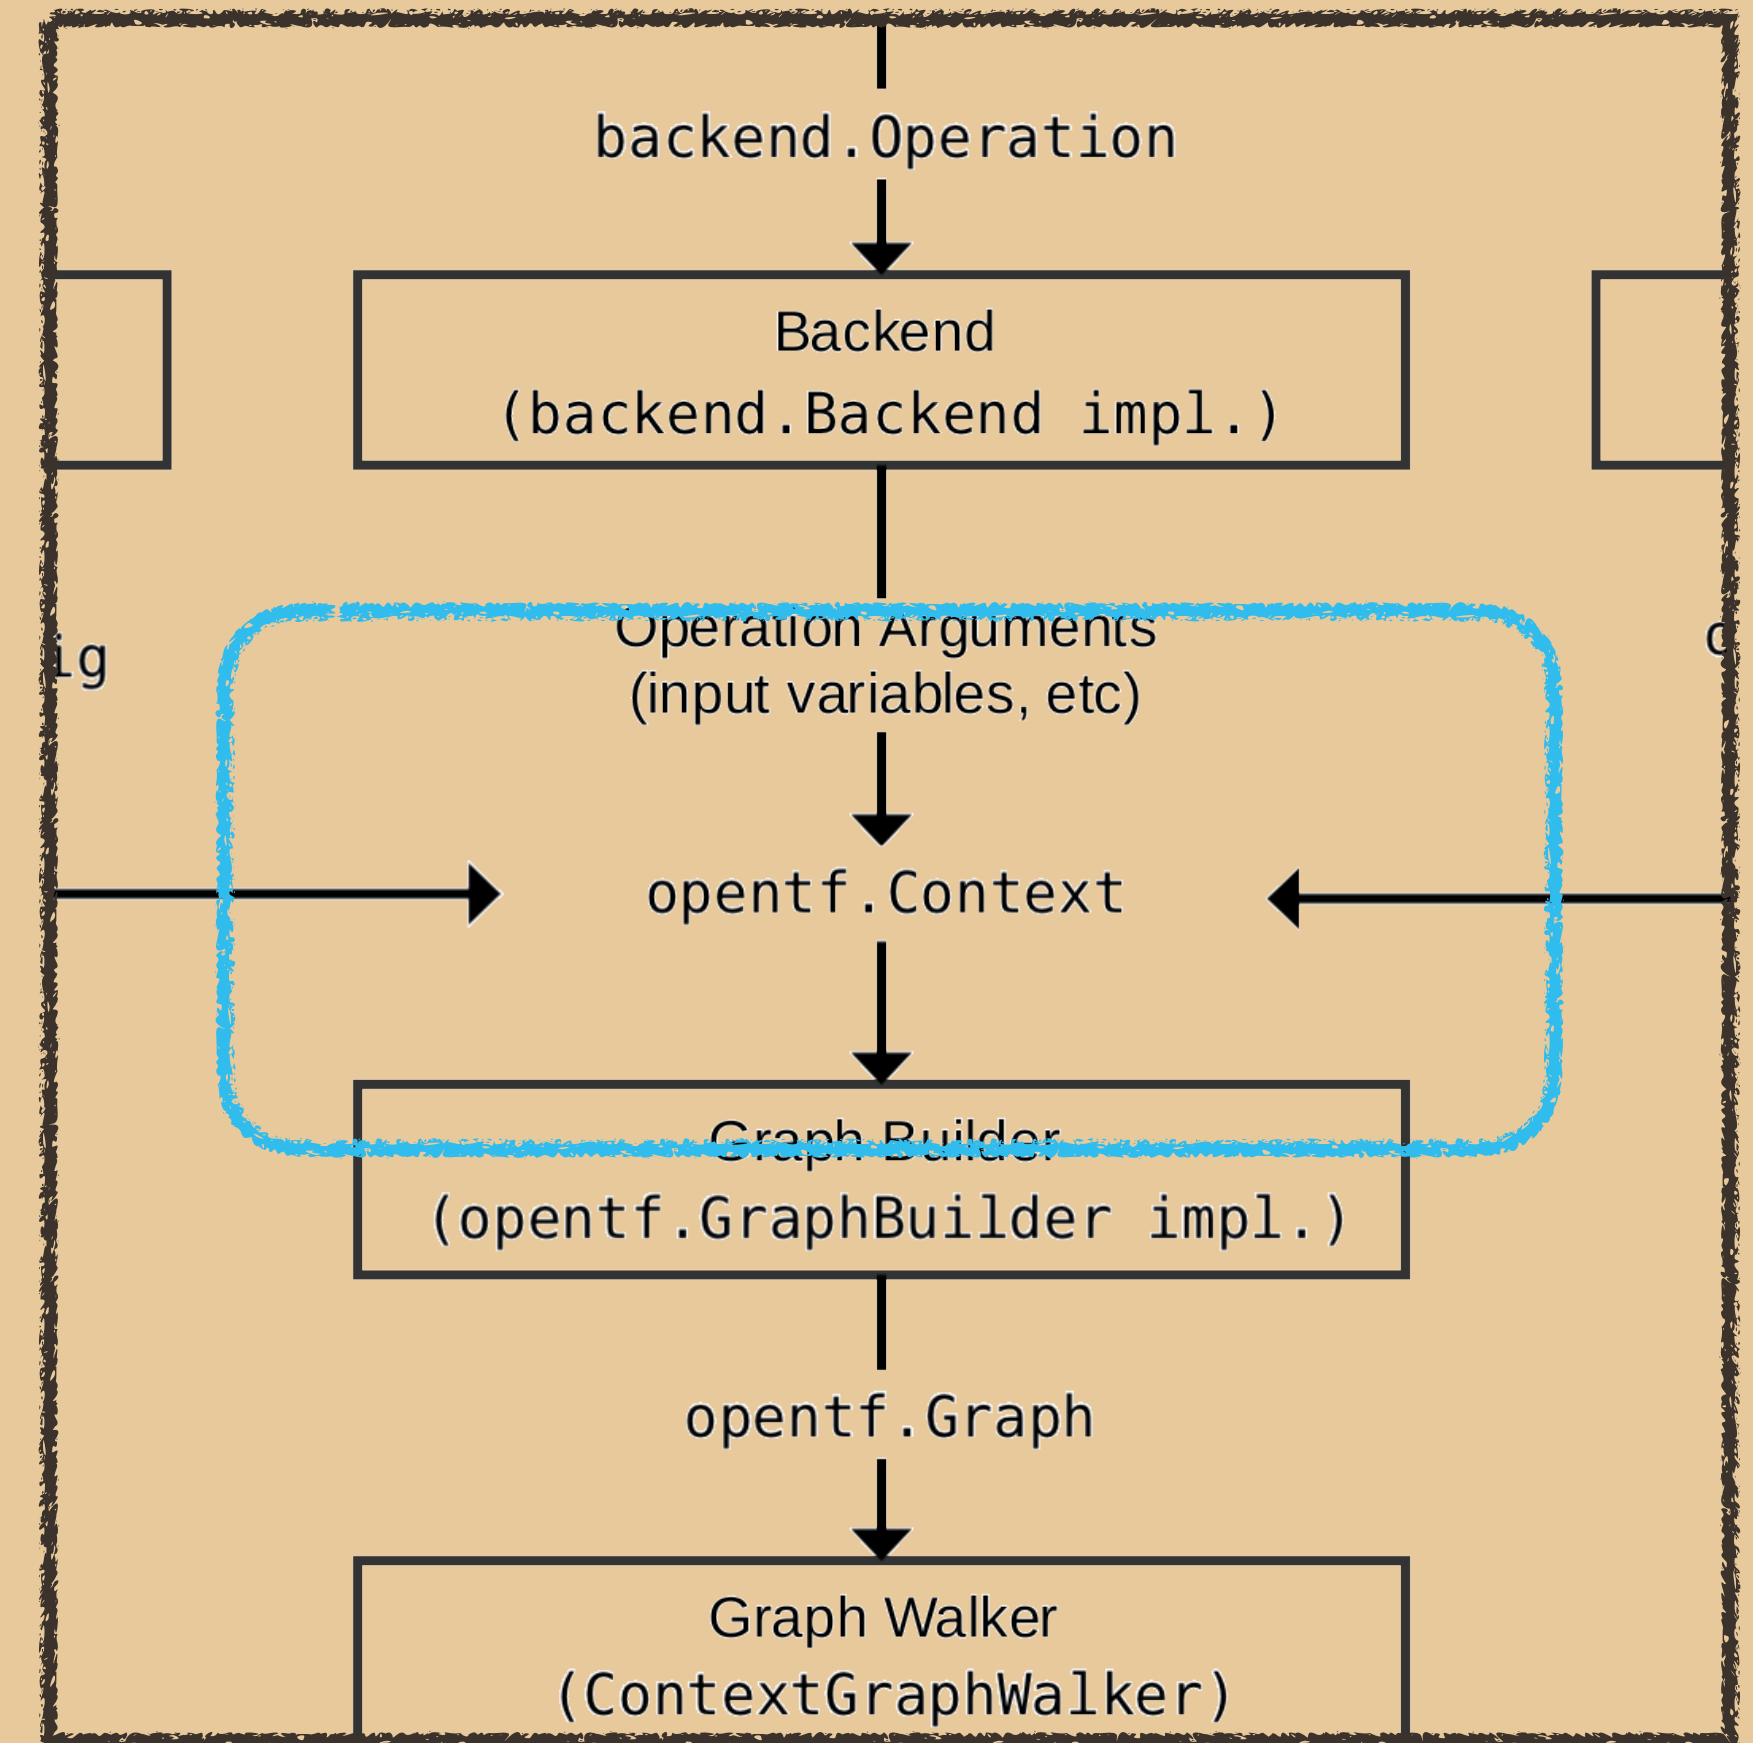 backend.Operation
Backend
(backend.Backend impl.)
Operation Arguments
(input variables, etc)
ig
opentf.Context
Graph Builder
(opentf.GraphBuilder impl.)
opentf.Graph
Graph Walker
(ContextGraphWalker)